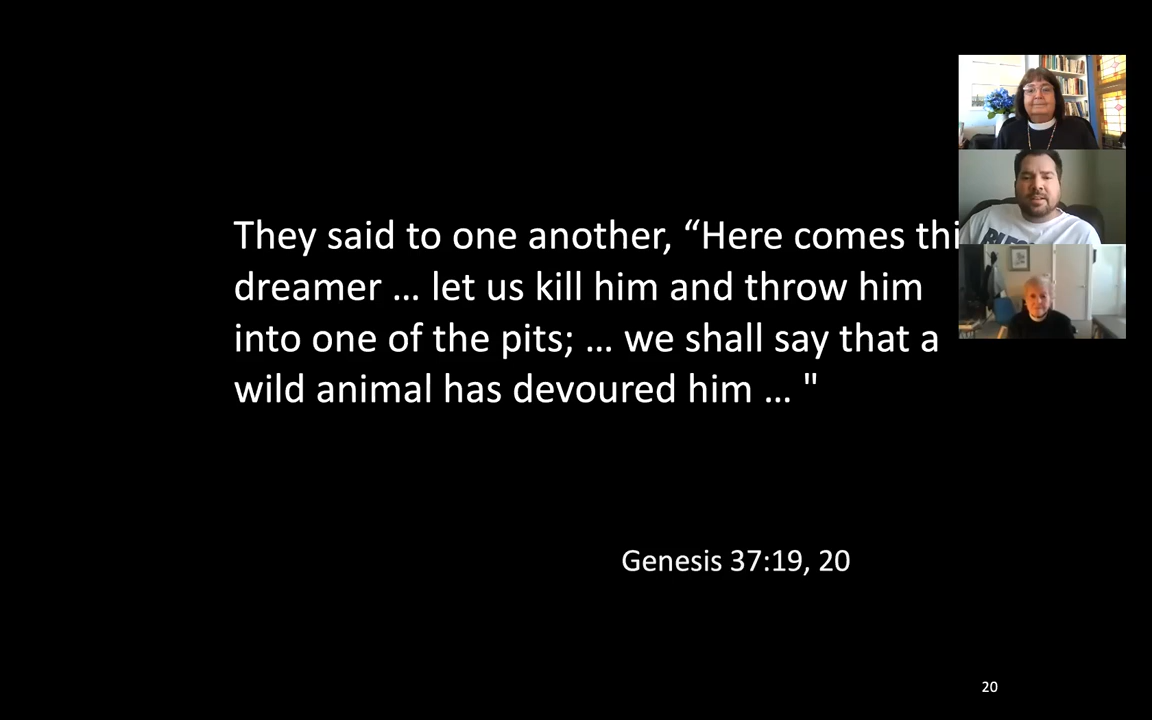 They said to one another, “Here comes thi
dreamer … let us kill him and throw him
into one of the pits; … we shall say that a
wild animal has devoured him … "
Genesis 37:19, 20
20